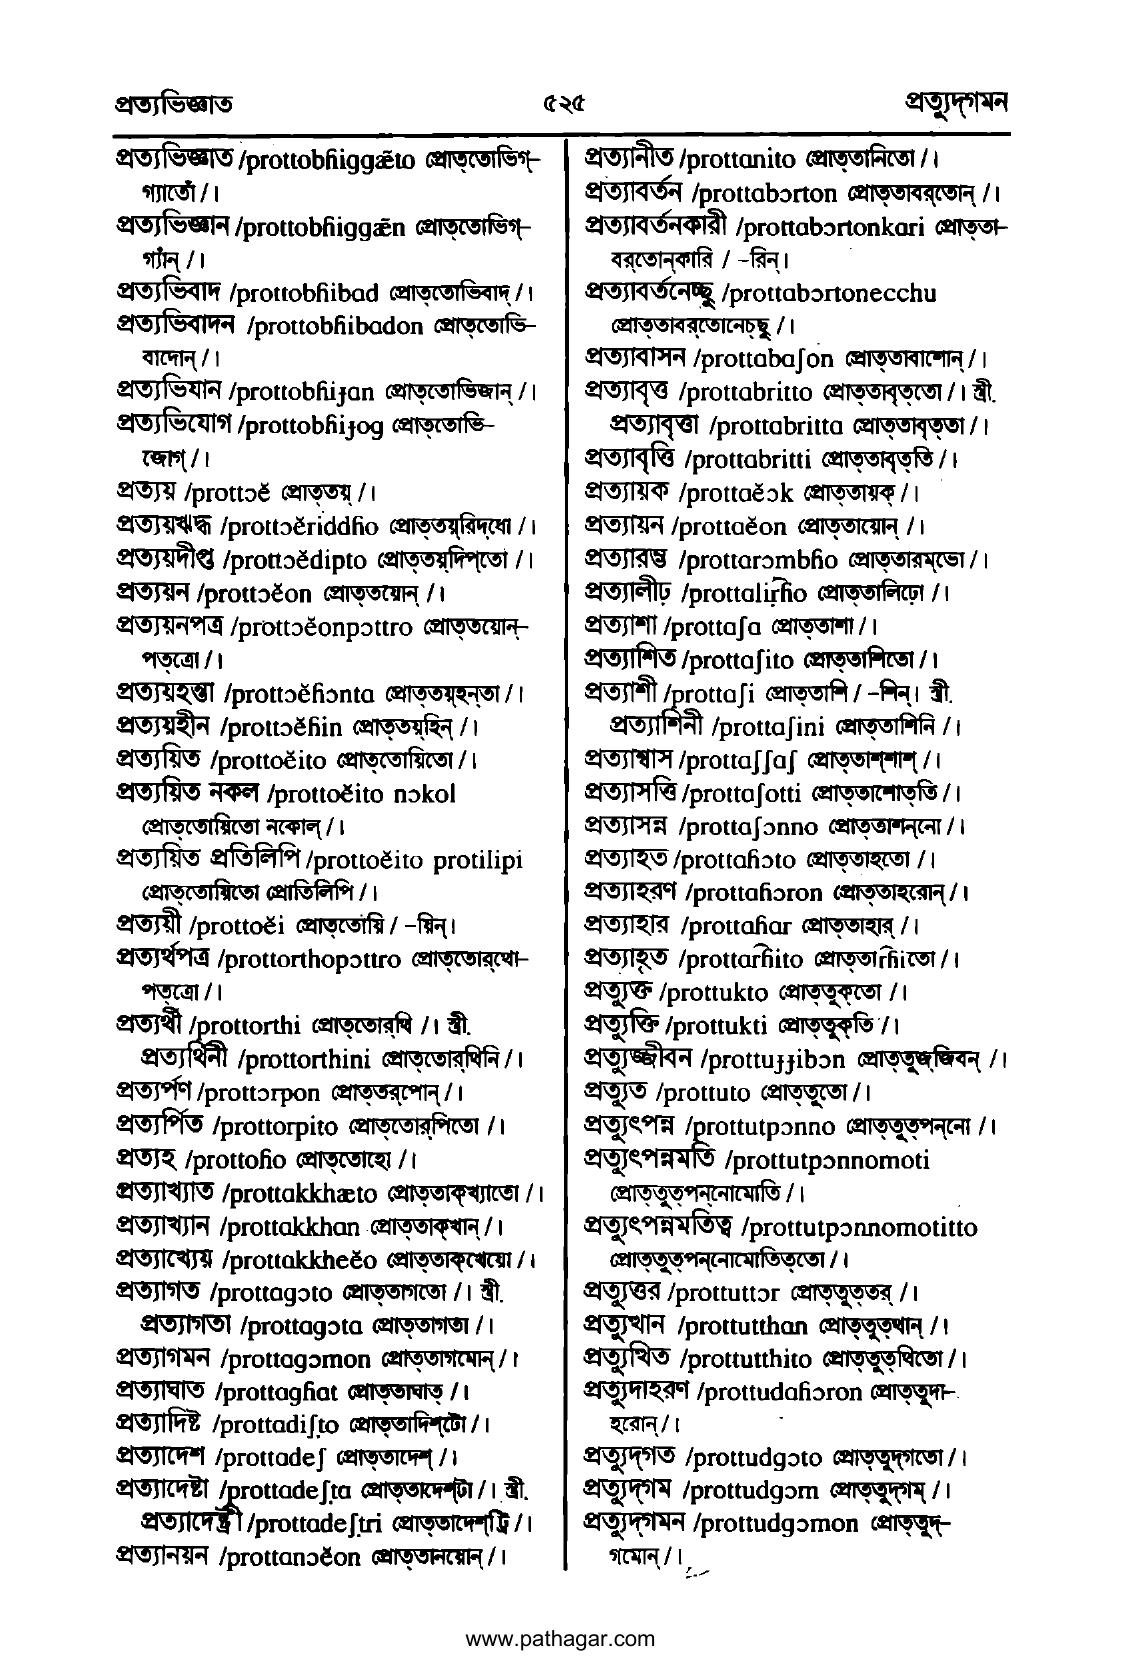 প্রত্যভিজ্ঞাত ৫২৫ প্রত্যুদ্‌গমন
প্রত্যভিজ্ঞাত /prottobɦiggæ̃to প্রোত্‌তোভিগ্‌–
গ্যাতোঁ / ।
প্রত্যভিজ্ঞান /prottobɦiggæ̃n প্রোত্‌তোভিগ্‌–
গ্যাঁন্‌ / ।
প্রত্যভিবাদ /prottobɦibad প্রোত্‌তোভিবাদ্‌ / ।
প্রত্যভিবাদন /prottobɦibadon প্রোত্‌তোভি–
বাদোন্‌ / ।
প্রত্যভিযান /prottobɦiɟan প্রোত্‌তোভিজান্‌ / ।
প্রত্যভিযোগ /prottobɦiɟog প্রোত্‌তোভি–
জোগ্‌ / ।
প্রত্যয় /prottɔĕ প্রোত্‌তয়্‌ / ।
প্রত্যয়ঋদ্ধ /prottɔĕriddɦo প্রোত্‌তয়্‌রিদ্‌ধো / ।
প্রত্যয়দীপ্ত /prottɔĕdipto প্রোত্‌তয়্‌দিপ্‌তো / ।
প্রত্যয়ন /prottɔĕon প্রোত্‌তয়োন্‌ / ।
প্রত্যয়নপত্র /prottɔĕonpɔttro প্রোত্‌তয়োন্‌–
পত্‌ত্রো / ।
প্রত্যয়হন্তা /prottɔĕɦɔnta প্রোত্‌তয়্‌হন্‌তা / ।
প্রত্যয়হীন /prottɔĕɦin প্রোত্‌তয়্‌হিন্‌ / ।
প্রত্যয়িত /prottoĕito প্রোত্‌তোয়িতো / ।
প্রত্যয়িত নকল /prottoĕito nɔkol
প্রোত্‌তোয়িতো নকোল্‌ / ।
প্রত্যয়িত প্রতিলিপি /prottoĕito protilipi
প্রোত্‌তোয়িতো প্রোতিলিপি / ।
প্রত্যয়ী /prottoĕi প্রোত্‌তোয়ি / –য়িন্‌।
প্রত্যর্থপত্র /prottorthopɔttro প্রোত্‌তোর্‌থো–
পত্‌ত্রো / ।
প্রত্যর্থী /prottorthi প্রোত্‌তোর্‌থি / । স্ত্রী.
প্রত্যর্থিনী /prottorthini প্রোত্‌তোর্‌থিনি / ।
প্রত্যর্পণ /prottɔrpon প্রোত্‌তর্‌পোন্‌ / ।
প্রত্যর্পিত /prottorpito প্রোত্‌তোর্‌পিতো / ।
প্রত্যহ /prottoɦo প্রোত্‌তোহো / ।
প্রত্যাখ্যাত /prottakkhæto প্রোত্‌তাক্‌খ্যাতো / ।
প্রত্যাখ্যান /prottakkhan প্রোত্‌তাক্‌খান্‌ / ।
প্রত্যাখ্যেয় /prottakkheĕo প্রোত্‌তাক্‌খেয়ো / ।
প্রত্যাগত /prottagɔto প্রোত্‌তাগতো / । স্ত্রী.
প্রত্যাগতা /prottagɔta প্রোত্‌তাগতা / ।
প্রত্যাগমন /prottagɔmon প্রোত্‌তাগমোন্‌ / ।
প্রত্যাঘাত /prottagɦat প্রোত্‌তাঘাত্‌ / ।
প্রত্যাদিষ্ট /prottadiʃṭo প্রোত্‌তাদিশ্‌টো / ।
প্রত্যাদেশ /prottadeʃ প্রোত্‌তাদেশ্‌ / ।
প্রত্যাদেষ্টা /prottadeʃṭa প্রোত্‌তাদেশ্‌টা / । স্ত্রী.
প্রত্যাদেষ্ট্রী /prottadeʃṭri প্রোত্‌তাদেশ্‌ট্রি / ।
প্রত্যানয়ন /prottanɔĕon প্রোত্‌তানয়োন্‌ / ।
প্রত্যানীত /prottanito প্রোত্‌তানিতো / ।
প্রত্যাবর্তন /prottabɔrton প্রোত্‌তাবর্‌তোন্‌ / ।
প্রত্যাবর্তনকারী /prottabɔrtonkari প্রোত্‌তা–
বর্‌তোন্‌কারি / –রিন্‌।
প্রত্যাবর্তনেচ্ছু /prottabɔrtonecchu
প্রোত্‌তাবর্‌তোনেচ্‌ছু / ।
প্রত্যাবাসন /prottabaʃon প্রোত্‌তাবাশোন্‌ / ।
প্রত্যাবৃত্ত /prottabritto প্রোত্‌তাবৃত্‌তো / । স্ত্রী.
প্রত্যাবৃত্তা /prottabritta প্রোত্‌তাবৃত্‌তা / ।
প্রত্যাবৃত্তি /prottabritti প্রোত্‌তাবৃত্‌তি / ।
প্রত্যায়ক /prottaĕɔk প্রোত্‌তায়ক্‌ / ।
প্রত্যায়ন /prottaĕon প্রোত্‌তায়োন্‌ / ।
প্রত্যারম্ভ /prottarɔmbɦo প্রোত্‌তারম্‌ভো / ।
প্রত্যালীঢ় /prottaliṛɦo প্রোত্‌তালিঢ়ো / ।
প্রত্যাশা /prottaʃa প্রোত্‌তাশা / ।
প্রত্যাশিত /prottaʃito প্রোত্‌তাশিতো / ।
প্রত্যাশী /prottaʃi প্রোত্‌তাশি / –শিন্‌। স্ত্রী.
প্রত্যাশিনী /prottaʃini প্রোত্‌তাশিনি / ।
প্রত্যাশ্বাস /prottaʃʃaʃ প্রোত্‌তাশ্‌শাশ্‌ / ।
প্রত্যাসত্তি /prottaʃotti প্রোত্‌তাশোত্‌তি / ।
প্রত্যাসন্ন /prottaʃɔnno প্রোত্‌তাশন্‌নো / ।
প্রত্যাহত /prottaɦɔto প্রোত্‌তাহতো / ।
প্রত্যাহরণ /prottaɦɔron প্রোত্‌তাহরোন্‌ / ।
প্রত্যাহার /prottaɦar প্রোত্‌তাহার্‌ / ।
প্রত্যাহৃত /prottar͡ɦito প্রোত্‌তার͡ɦiতো / ।
প্রত্যুক্ত /prottukto প্রোত্‌তুক্‌তো / ।
প্রত্যুক্তি /prottukti প্রোত্‌তুক্‌তি / ।
প্রত্যুজ্জীবন /prottuɟɟibɔn প্রোত্‌তুজ্‌জিবন্‌ / ।
প্রত্যুত /prottuto প্রোত্‌তুতো / ।
প্রত্যুৎপন্ন /prottutpɔnno প্রোত্‌তুত্‌পন্‌নো / ।
প্রত্যুৎপন্নমতি /prottutpɔnnomoti
প্রোত্‌তুত্‌পন্‌নোমোতি / ।
প্রত্যুৎপন্নমতিত্ব /prottutpɔnnomotitto
প্রোত্‌তুত্‌পন্‌নোমোতিত্‌তো / ।
প্রত্যুত্তর /prottuttɔr প্রোত্‌তুত্‌তর্‌ / ।
প্রত্যুত্থান /prottutthan প্রোত্‌তুত্‌থান্‌ / ।
প্রত্যুত্থিত /prottutthito প্রোত্‌তুত্‌থিতো / ।
প্রত্যুদাহরণ /prottudaɦɔron প্রোত্‌তুদা–
হরোন্‌ / ।
প্রত্যুদ্‌গত /prottudgɔto প্রোত্‌তুদ্‌গতো / ।
প্রত্যুদ্‌গম /prottudgɔm প্রোত্‌তুদ্‌গম্‌ / ।
প্রত্যুদ্‌গমন /prottudgɔmon প্রোত্‌তুদ্‌–
গমোন্‌ / ।
www.pathagar.com